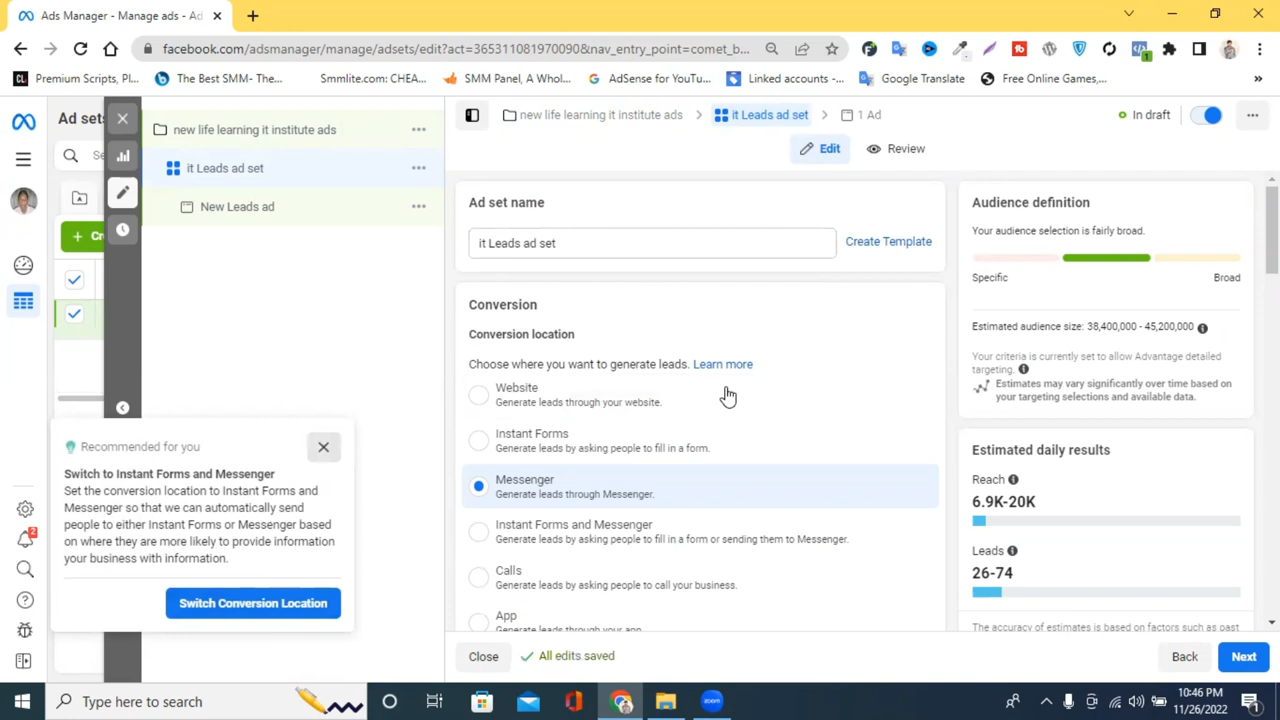 Ads Manager - Manage ads - Ad
facebook.com/adsmanager/manage/adsets/edit?act=365311081970090&nav_entry_point=comet_b...
Premium Scripts, Pl...
The Best SMM- The...
Smmlite.com: CHEA...
SMM Panel, A Whol...
AdSense for YouTu...
Linked accounts -...
Google Translate
Free Online Games,...
»
Ad sets
new life learning it institute ads
it Leads ad set
New Leads ad
new life learning it institute ads
it Leads ad set
1 Ad
In draft
Edit
Review
Ad set name
it Leads ad set
Create Template
Conversion
Conversion location
Choose where you want to generate leads. Learn more
Website
Generate leads through your website.
Instant Forms
Generate leads by asking people to fill in a form.
Messenger
Generate leads through Messenger.
Instant Forms and Messenger
Generate leads by asking people to fill in a form or sending them to Messenger.
Calls
Generate leads by asking people to call your business.
App
Generate leads through your app.
Audience definition
Your audience selection is fairly broad.
Specific
Broad
Estimated audience size: 38,400,000 - 45,200,000
Your criteria is currently set to allow Advantage detailed
targeting.
Estimates may vary significantly over time based on
your targeting selections and available data.
Estimated daily results
Reach
6.9K-20K
Leads
26-74
The accuracy of estimates is based on factors such as past
Recommended for you
Switch to Instant Forms and Messenger
Set the conversion location to Instant Forms and
Messenger so that we can automatically send
people to either Instant Forms or Messenger based
on where they are more likely to provide information
your business with information.
Switch Conversion Location
Close
All edits saved
Back
Next
Type here to search
zoom
10:46 PM
11/26/2022